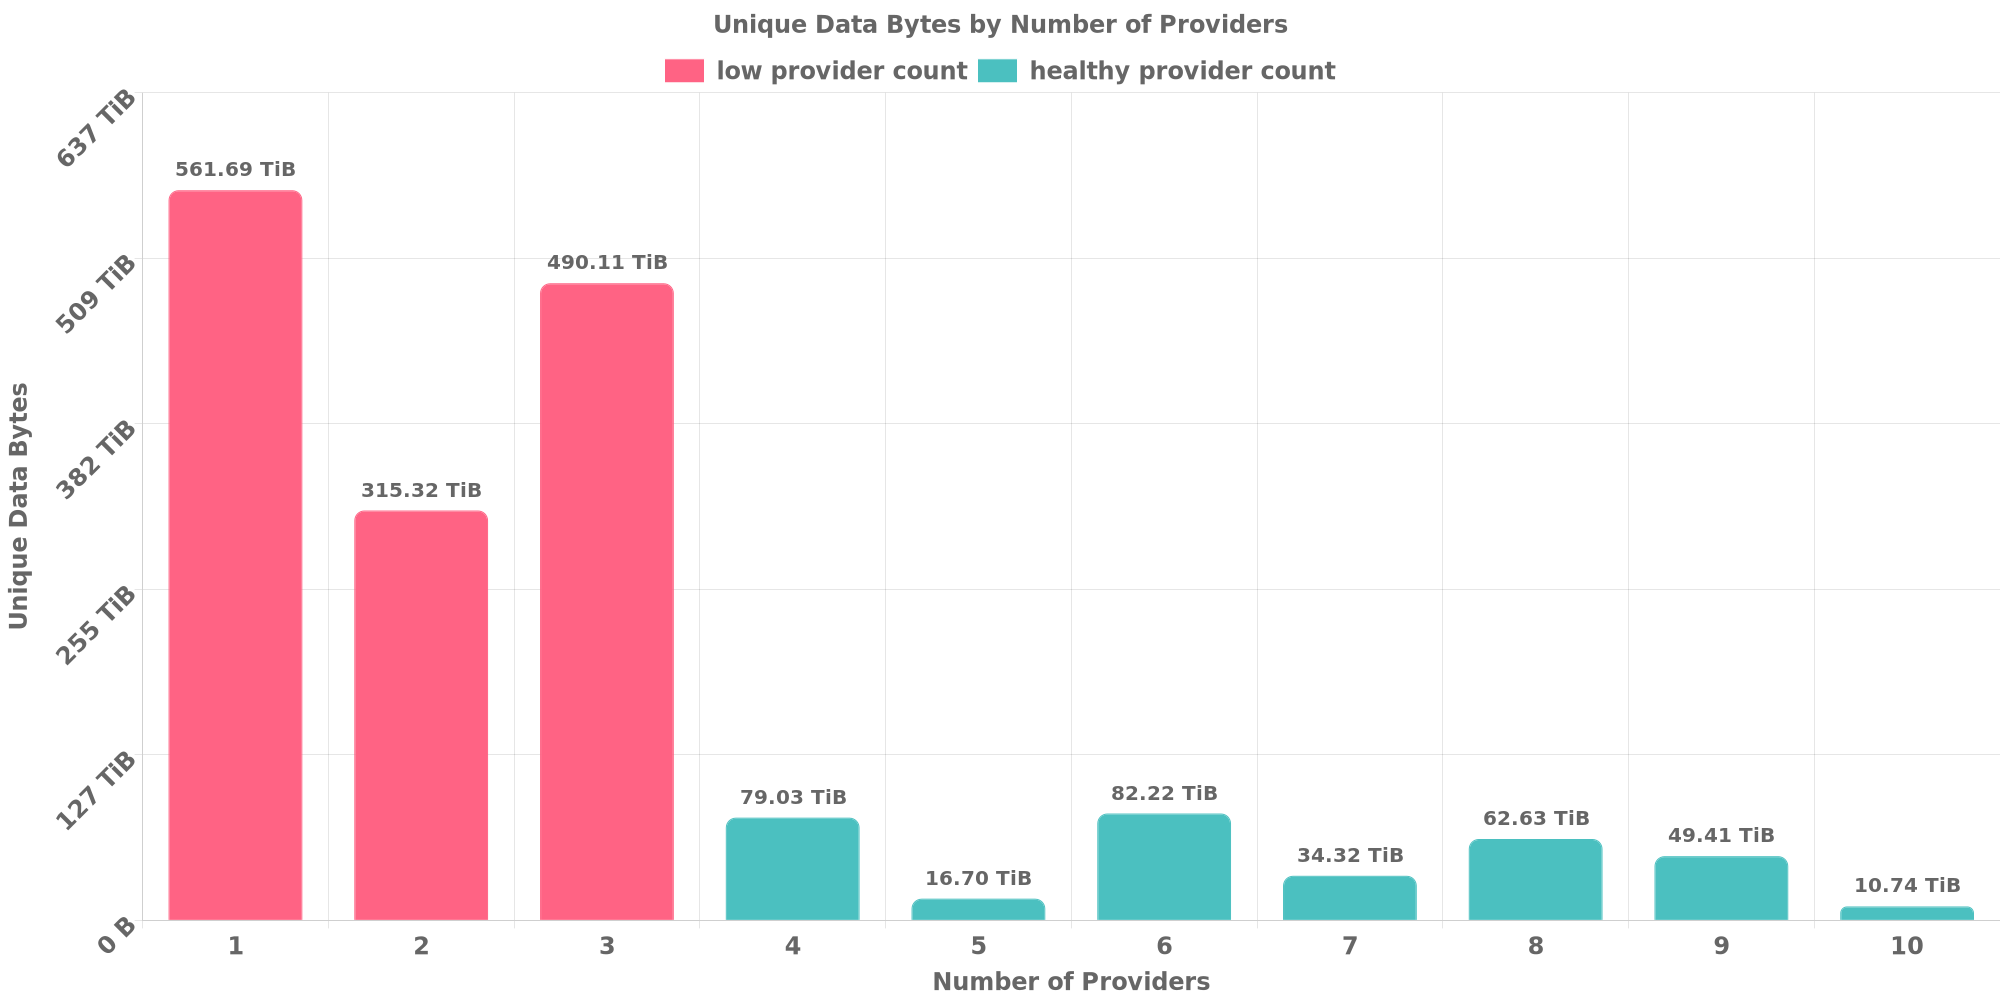 Unique Data Bytes by Number of Providers
low provider count healthy provider count
637 TiB
509 TiB
382 TiB
255 TiB
127 TiB
0 B
Unique Data Bytes
561.69 TiB
315.32 TiB
490.11 TiB
79.03 TiB
16.70 TiB
82.22 TiB
34.32 TiB
62.63 TiB
49.41 TiB
10.74 TiB
1 2 3 4 5 6 7 8 9 10
Number of Providers